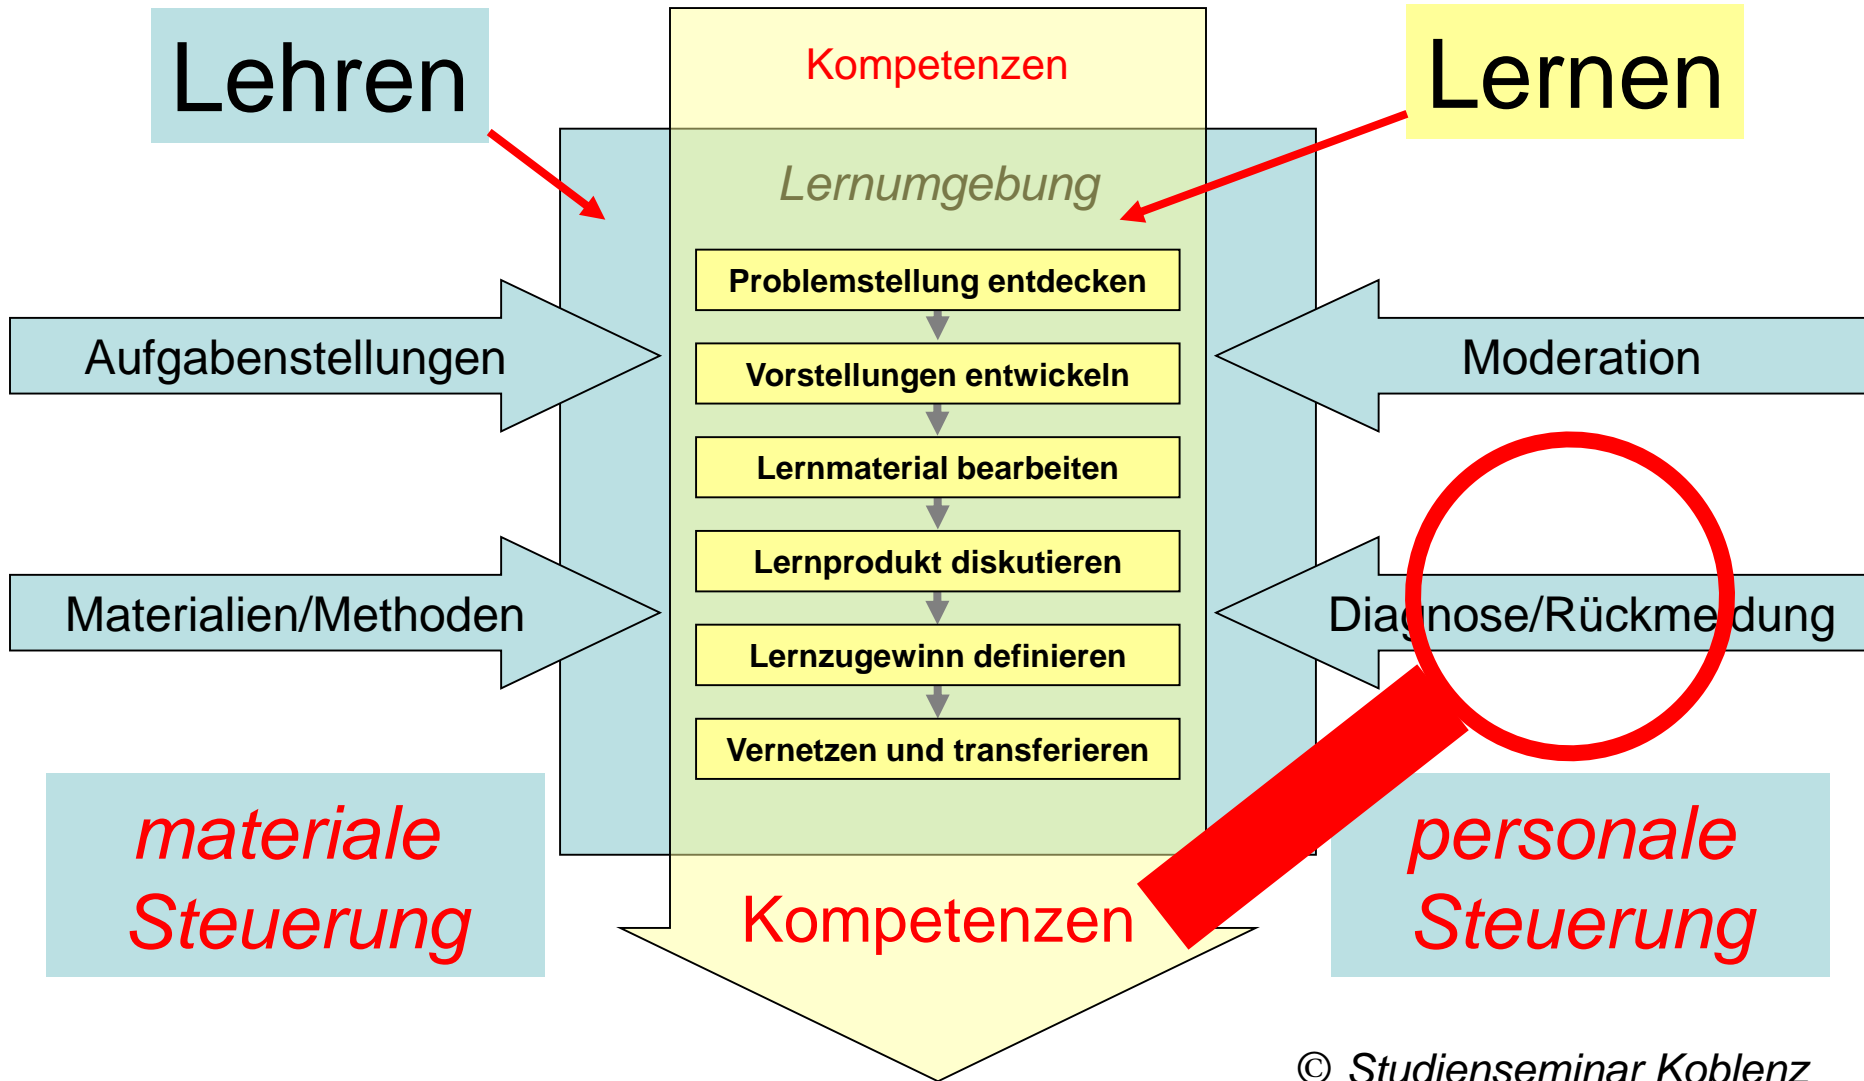 Lehren
Kompetenzen
Lernen
Lernumgebung
Problemstellung entdecken
Aufgabenstellungen
Vorstellungen entwickeln
Moderation
Lernmaterial bearbeiten
Lernprodukt diskutieren
Materialien/Methoden
Diagnose/Rückmeldung
Lernzugewinn definieren
Vernetzen und transferieren
materiale
Steuerung
Kompetenzen
personale
Steuerung
© Studienseminar Koblenz